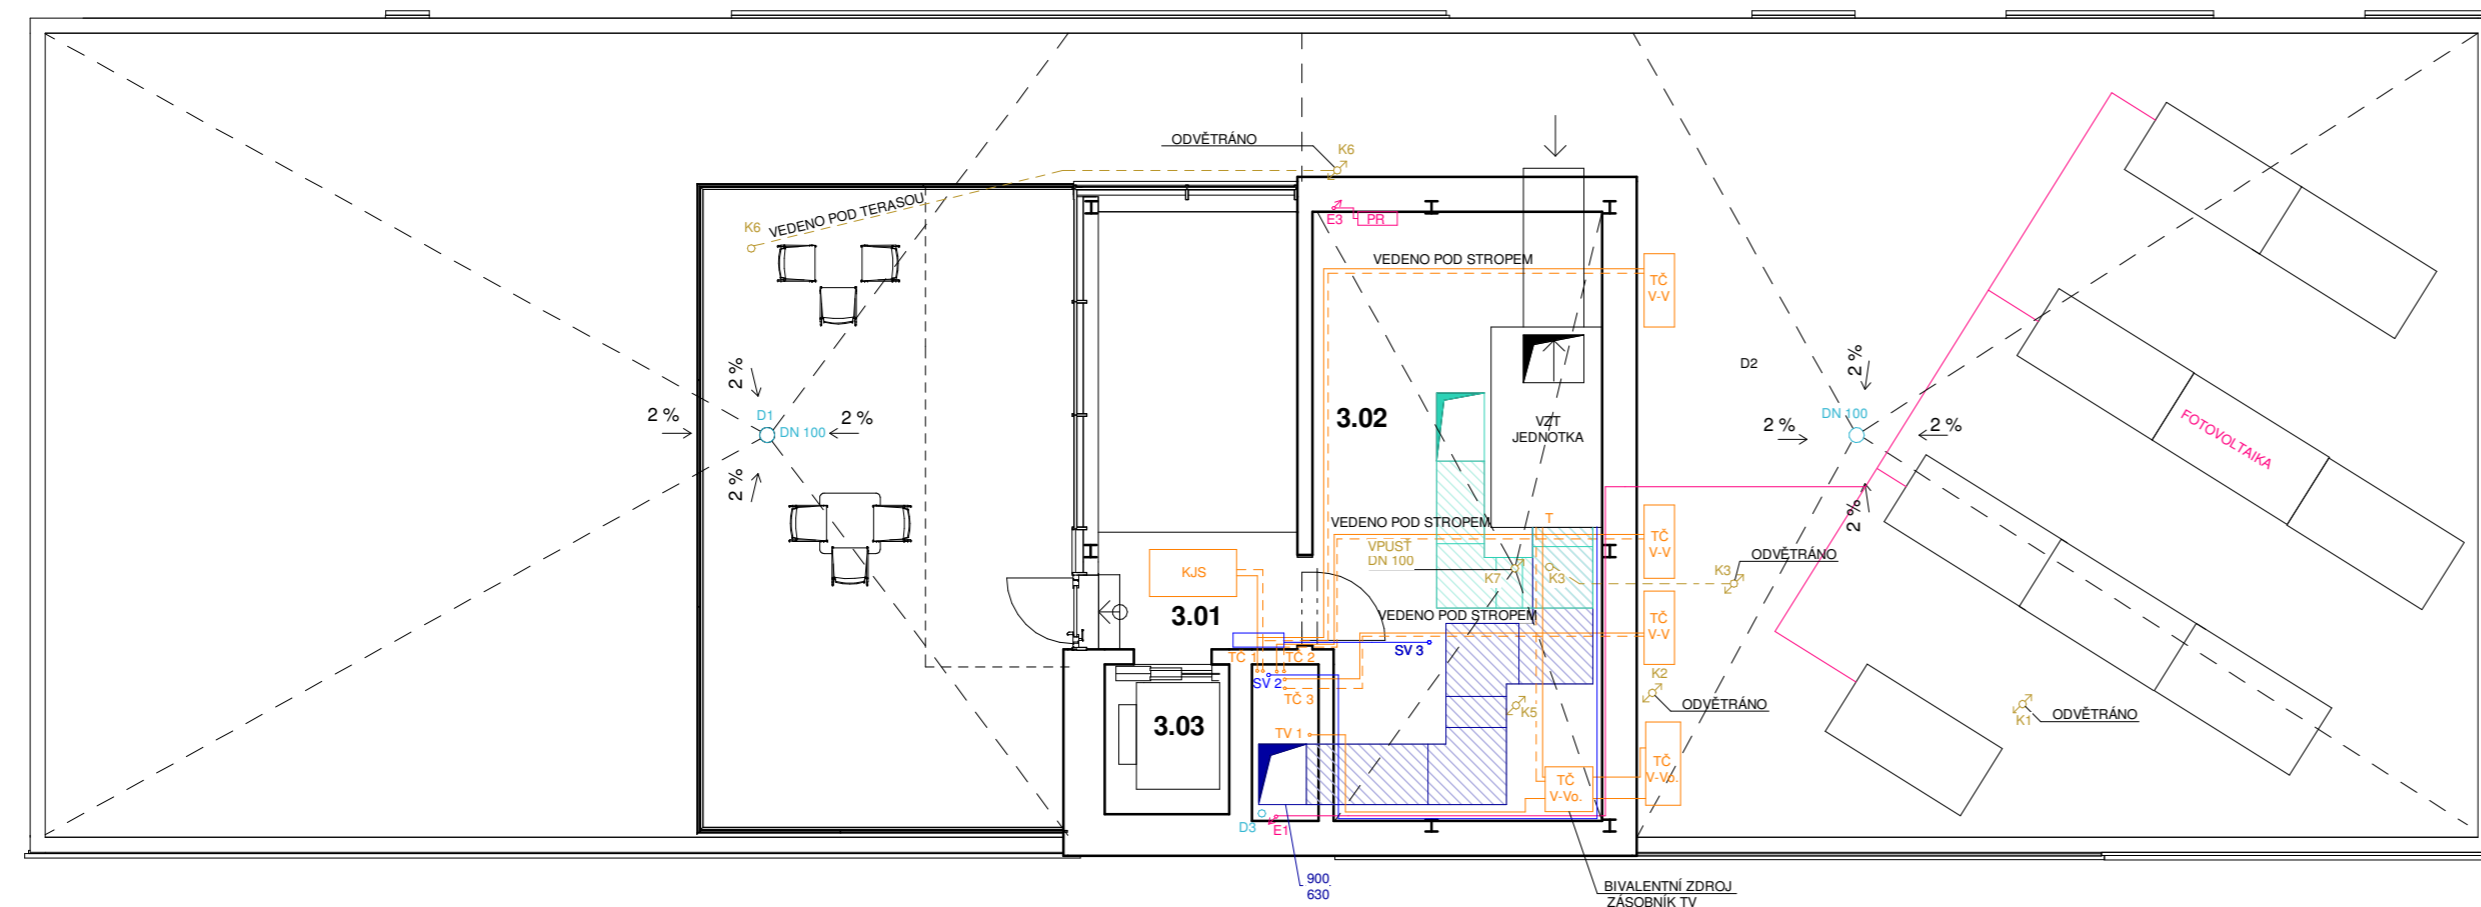 ODVĚTRÁNO
K6
K6
VEDENO POD TERASOU
E3
PR
VEDENO POD STROPEM
TČ
V-V
2 %
2 %
D1
DN 100
2 %
2 %
3.02
VZT
JEDNOTKA
D2
2 %
DN 100
2 %
2 %
2 %
FOTOVOLTAIKA
VEDENO POD STROPEM
T
TČ
V-V
VPUSŤ
DN 100
K7
K3
K3
ODVĚTRÁNO
KJS
3.01
VEDENO POD STROPEM
TČ
V-V
TČ 1
TČ 2
SV 3
SV 2
TČ 3
K5
K2
ODVĚTRÁNO
K1
ODVĚTRÁNO
3.03
TV 1
TČ
V-Vo.
TČ
V-Vo.
D3
E1
900
630
BIVALENTNÍ ZDROJ
ZÁSOBNÍK TV